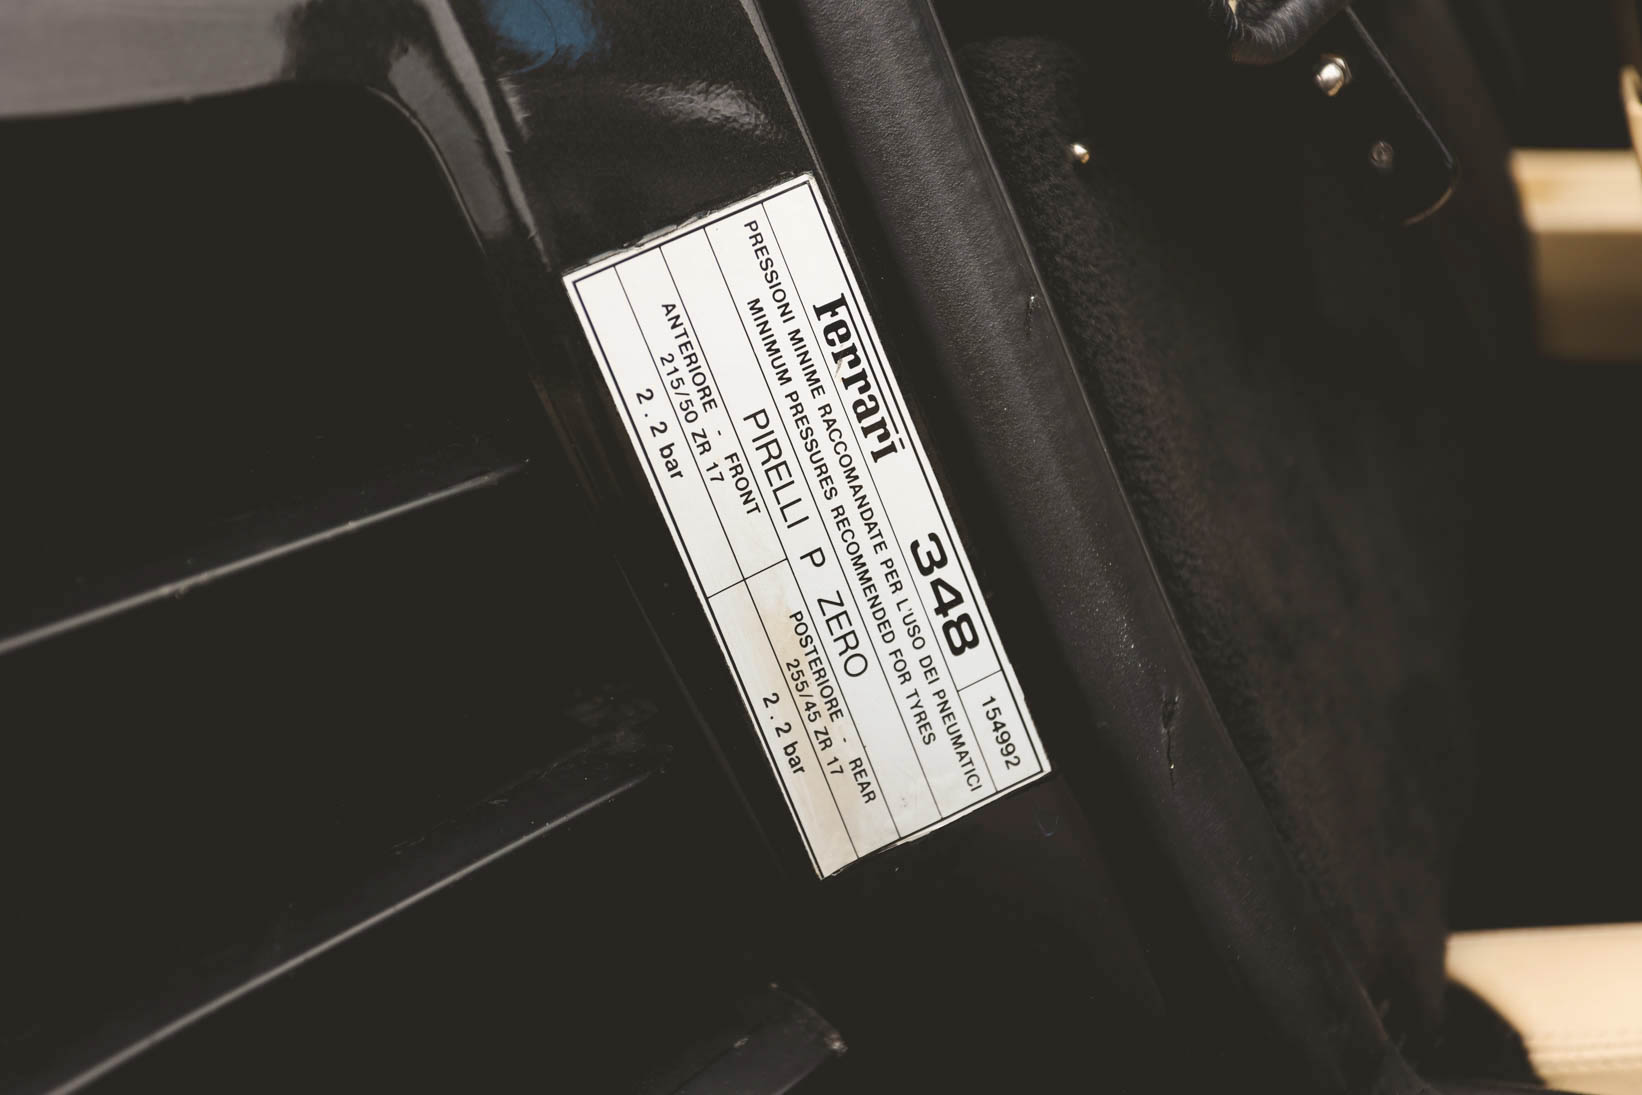 Ferrari 348 154992
PRESSIONI MINIME RACCOMANDATE PER L'USO DEI PNEUMATICI
MINIMUM PRESSURES RECOMMENDED FOR TYRES
PIRELLI P ZERO
ANTERIORE - FRONT POSTERIORE - REAR
215/50 ZR 17 255/45 ZR 17
2.2 bar 2.2 bar